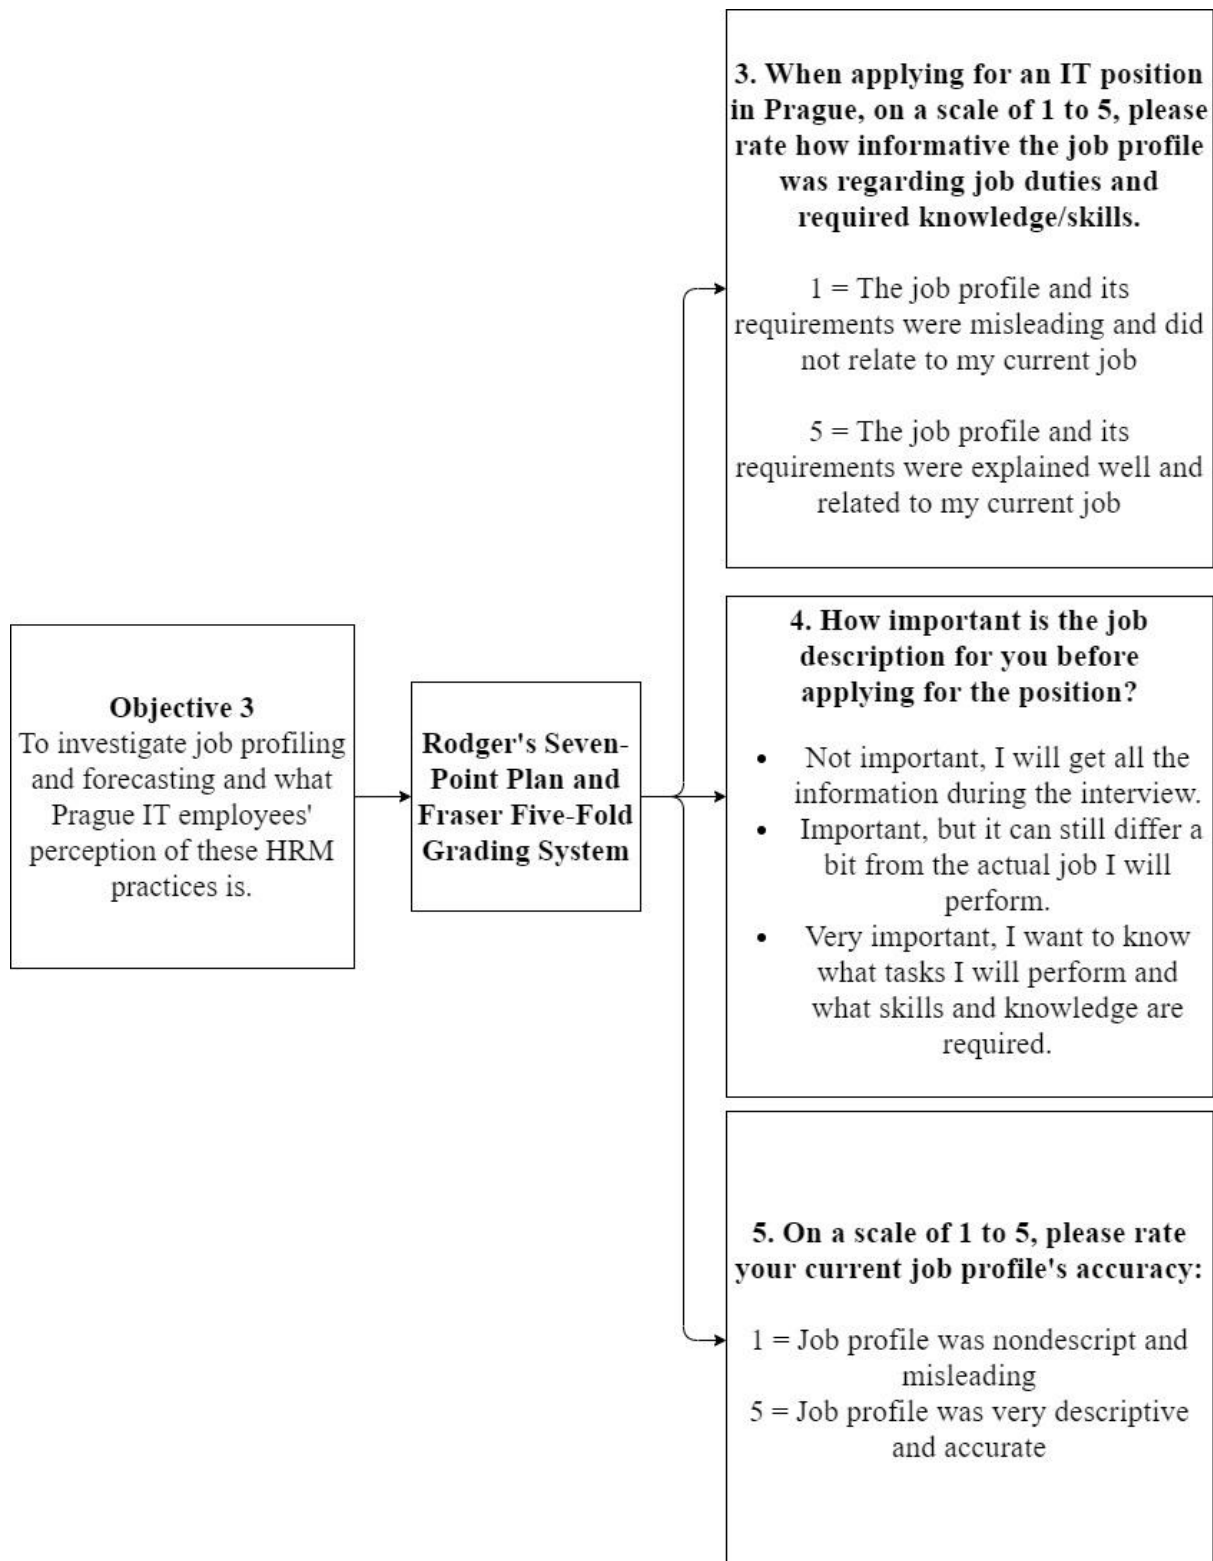 Objective 3
To investigate job profiling
and forecasting and what
Prague IT employees'
perception of these HRM
practices is.
Rodger's Seven-
Point Plan and
Fraser Five-Fold
Grading System
3. When applying for an IT position
in Prague, on a scale of 1 to 5, please
rate how informative the job profile
was regarding job duties and
required knowledge/skills.
1 = The job profile and its
requirements were misleading and did
not relate to my current job
5 = The job profile and its
requirements were explained well and
related to my current job
4. How important is the job
description for you before
applying for the position?
• Not important, I will get all the
information during the interview.
• Important, but it can still differ a
bit from the actual job I will
perform.
• Very important, I want to know
what tasks I will perform and
what skills and knowledge are
required.
5. On a scale of 1 to 5, please rate
your current job profile's accuracy:
1 = Job profile was nondescript and
misleading
5 = Job profile was very descriptive
and accurate